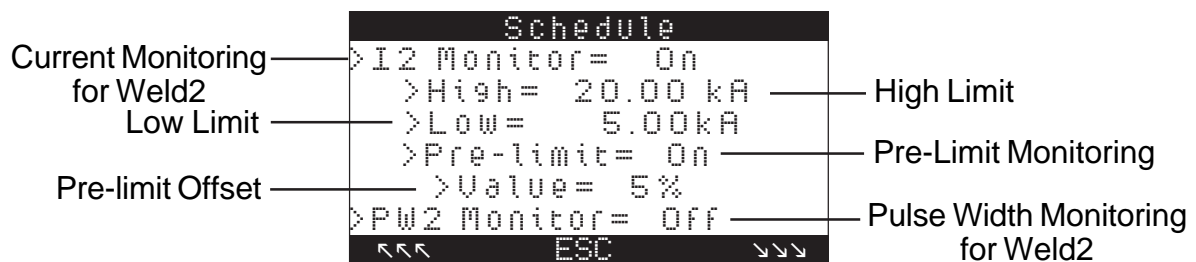 Schedule
Current Monitoring
for Weld2
>I2 Monitor= On
>High= 20.00 kA
High Limit
Low Limit
>Low= 5.00kA
>Pre-limit= On
Pre-Limit Monitoring
Pre-limit Offset
>Value= 5%
>PW2 Monitor= Off
Pulse Width Monitoring
for Weld2
↖↖↖ ESC ↘↘↘